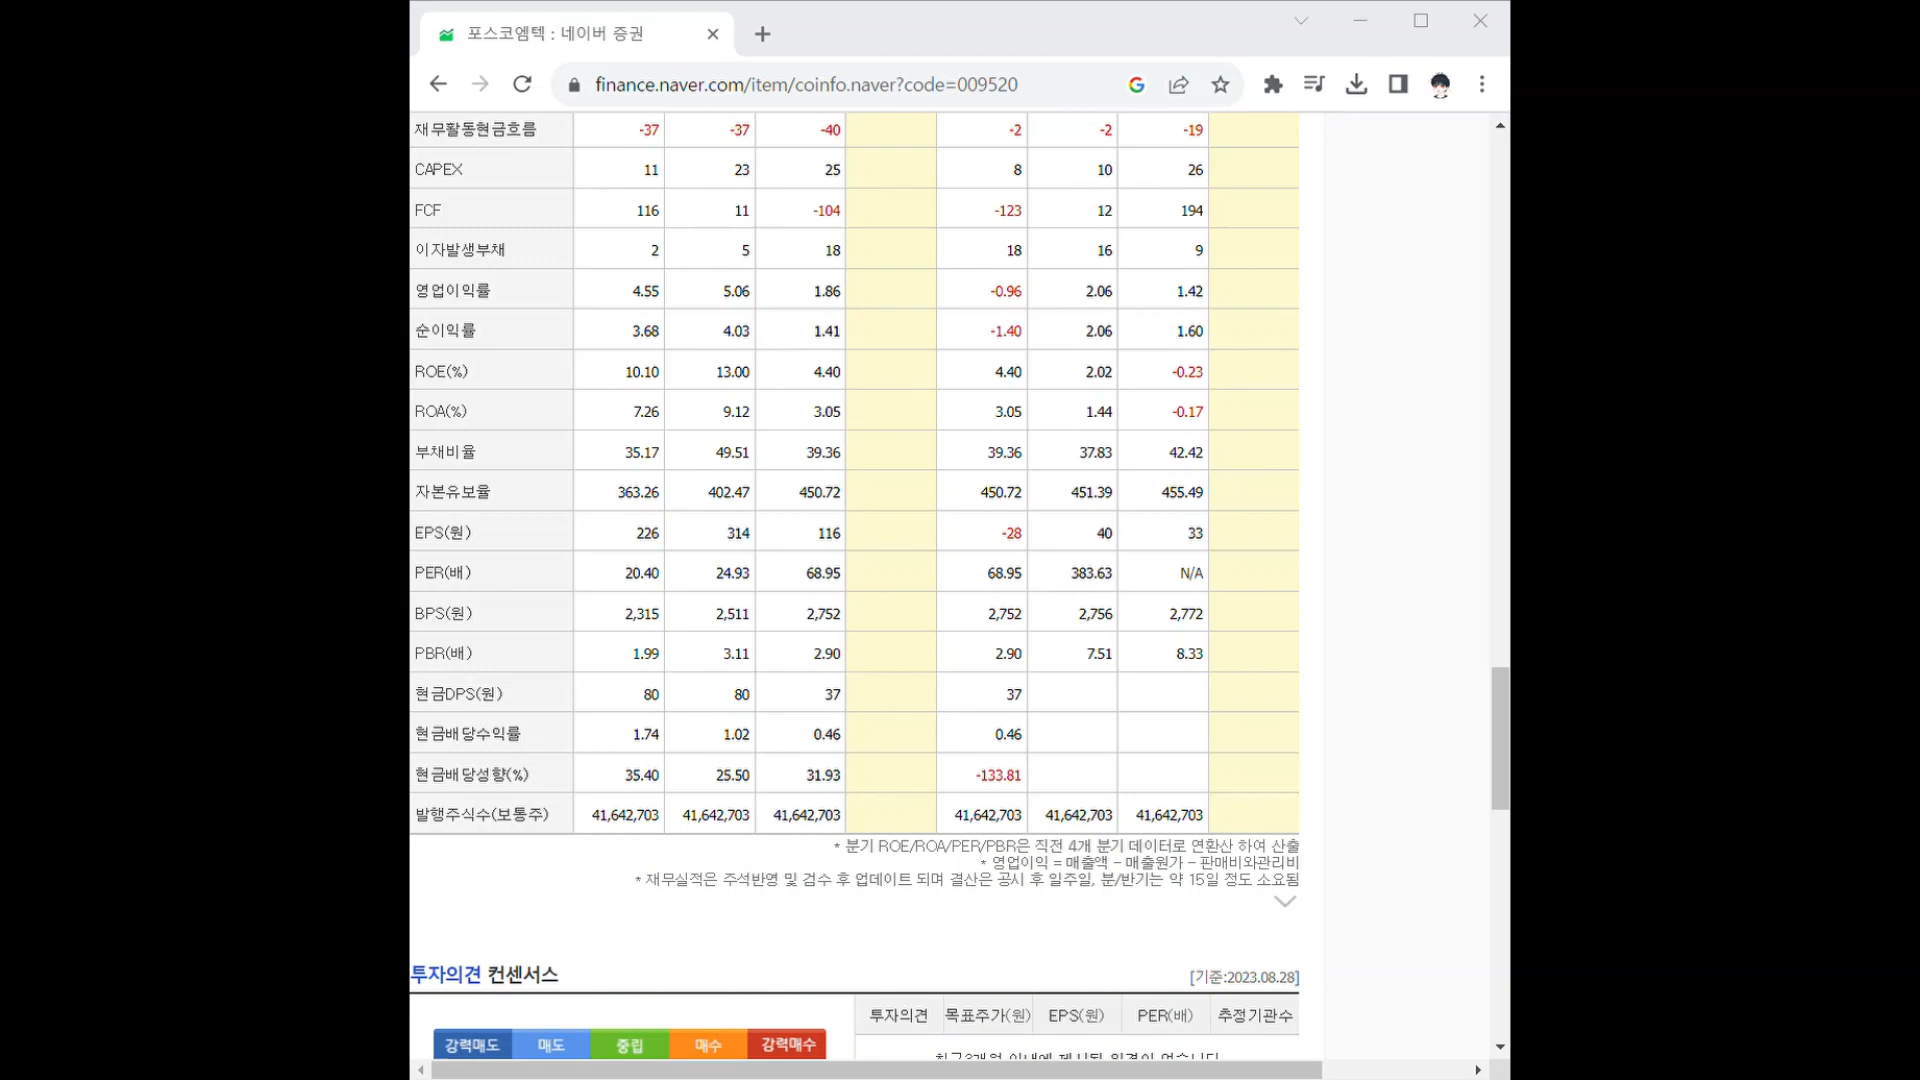 포스코엠텍 : 네이버 증권
finance.naver.com/item/coinfo.naver?code=009520
재무활동현금흐름 -37 -37 -40 -2 -2 -19
CAPEX 11 23 25 8 10 26
FCF 116 11 -104 -123 12 194
이자발생부채 2 5 18 18 16 9
영업이익률 4.55 5.06 1.86 -0.96 2.06 1.42
순이익률 3.68 4.03 1.41 -1.40 2.06 1.60
ROE(%) 10.10 13.00 4.40 4.40 2.02 -0.23
ROA(%) 7.26 9.12 3.05 3.05 1.44 -0.17
부채비율 35.17 49.51 39.36 39.36 37.83 42.42
자본유보율 363.26 402.47 450.72 450.72 451.39 455.49
EPS(원) 226 314 116 -28 40 33
PER(배) 20.40 24.93 68.95 68.95 383.63 N/A
BPS(원) 2,315 2,511 2,752 2,752 2,756 2,772
PBR(배) 1.99 3.11 2.90 2.90 7.51 8.33
현금DPS(원) 80 80 37 37
현금배당수익률 1.74 1.02 0.46 0.46
현금배당성향(%) 35.40 25.50 31.93 -133.81
발행주식수(보통주) 41,642,703 41,642,703 41,642,703 41,642,703 41,642,703 41,642,703
* 분기 ROE/ROA/PER/PBR은 직전 4개 분기 데이터로 연환산 하여 산출
* 영업이익 = 매출액 - 매출원가 - 판매비와관리비
* 재무실적은 주석반영 및 검수 후 업데이트 되며 결산은 공시 후 일주일, 분/반기는 약 15일 정도 소요됨
투자의견 컨센서스 [기준:2023.08.28]
투자의견 목표주가(원) EPS(원) PER(배) 추정기관수
강력매도 매도 중립 매수 강력매수